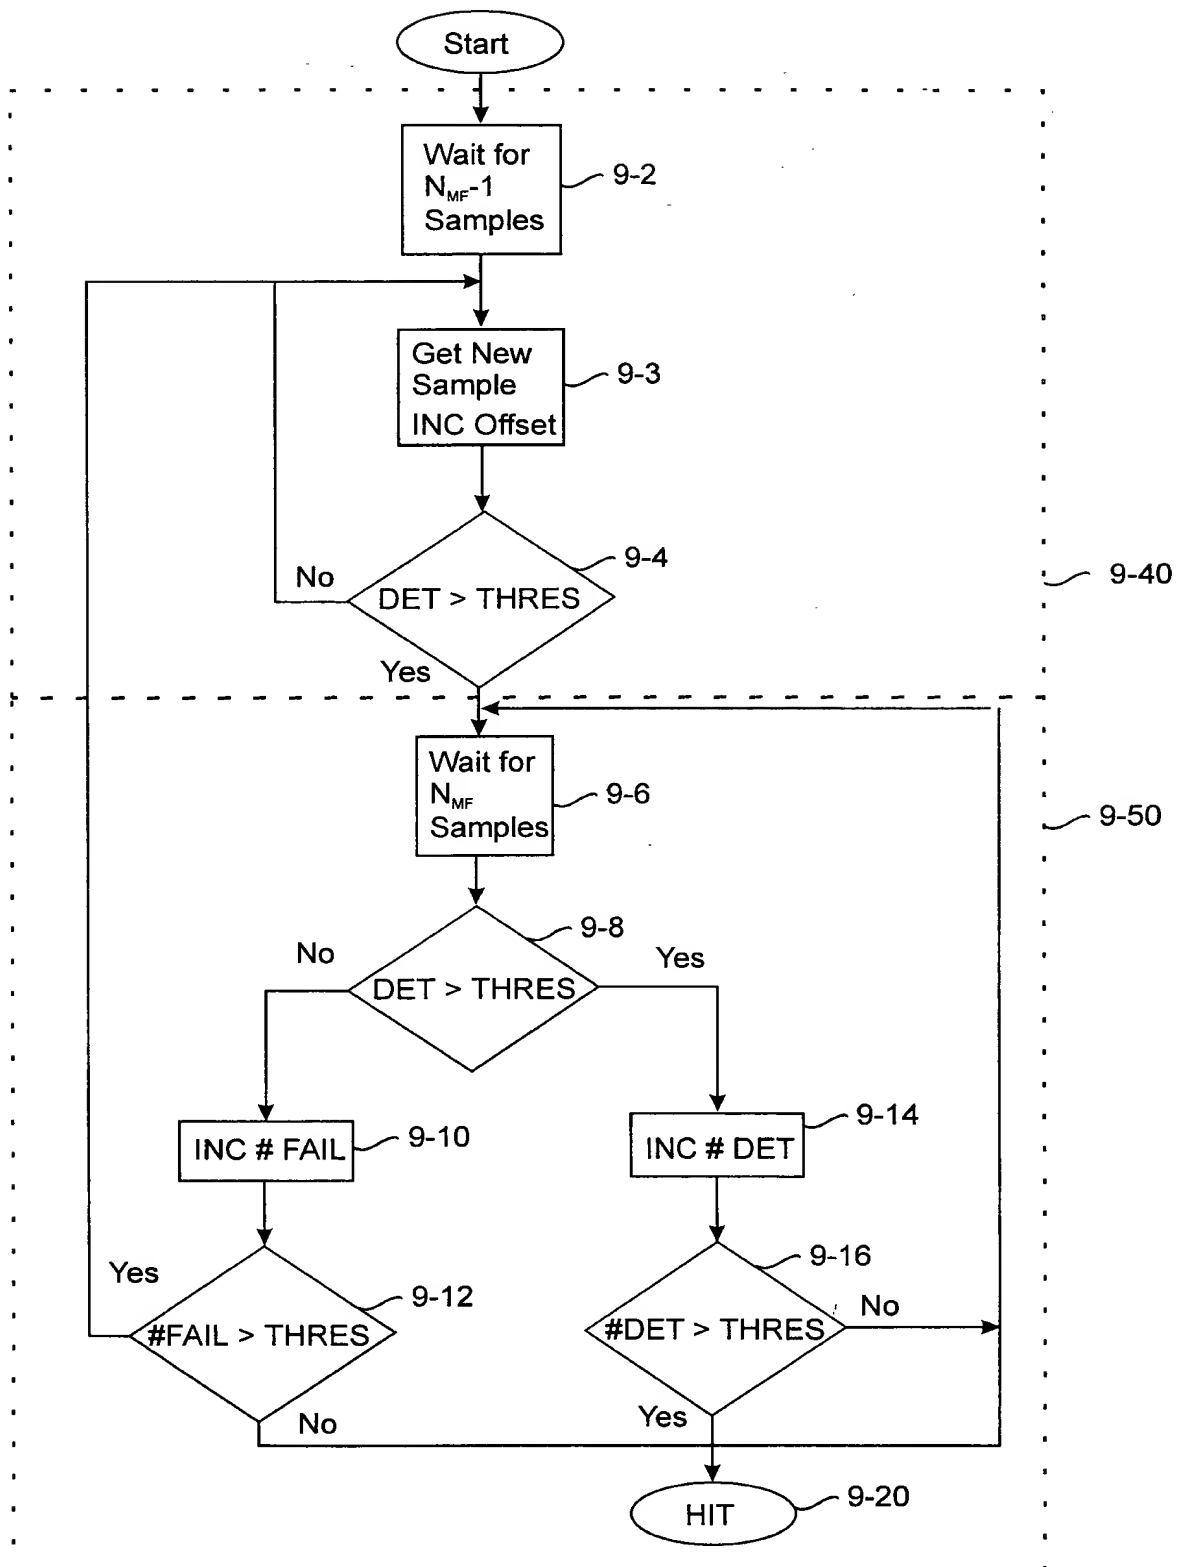 Start
Wait for
N_MF-1
Samples
9-2
Get New
Sample
INC Offset
9-3
9-4
No
DET > THRES
9-40
Yes
Wait for
N_MF
Samples
9-6
9-50
9-8
No
Yes
DET > THRES
9-14
INC # FAIL
9-10
INC # DET
9-16
Yes
9-12
No
#FAIL > THRES
#DET > THRES
No
Yes
9-20
HIT